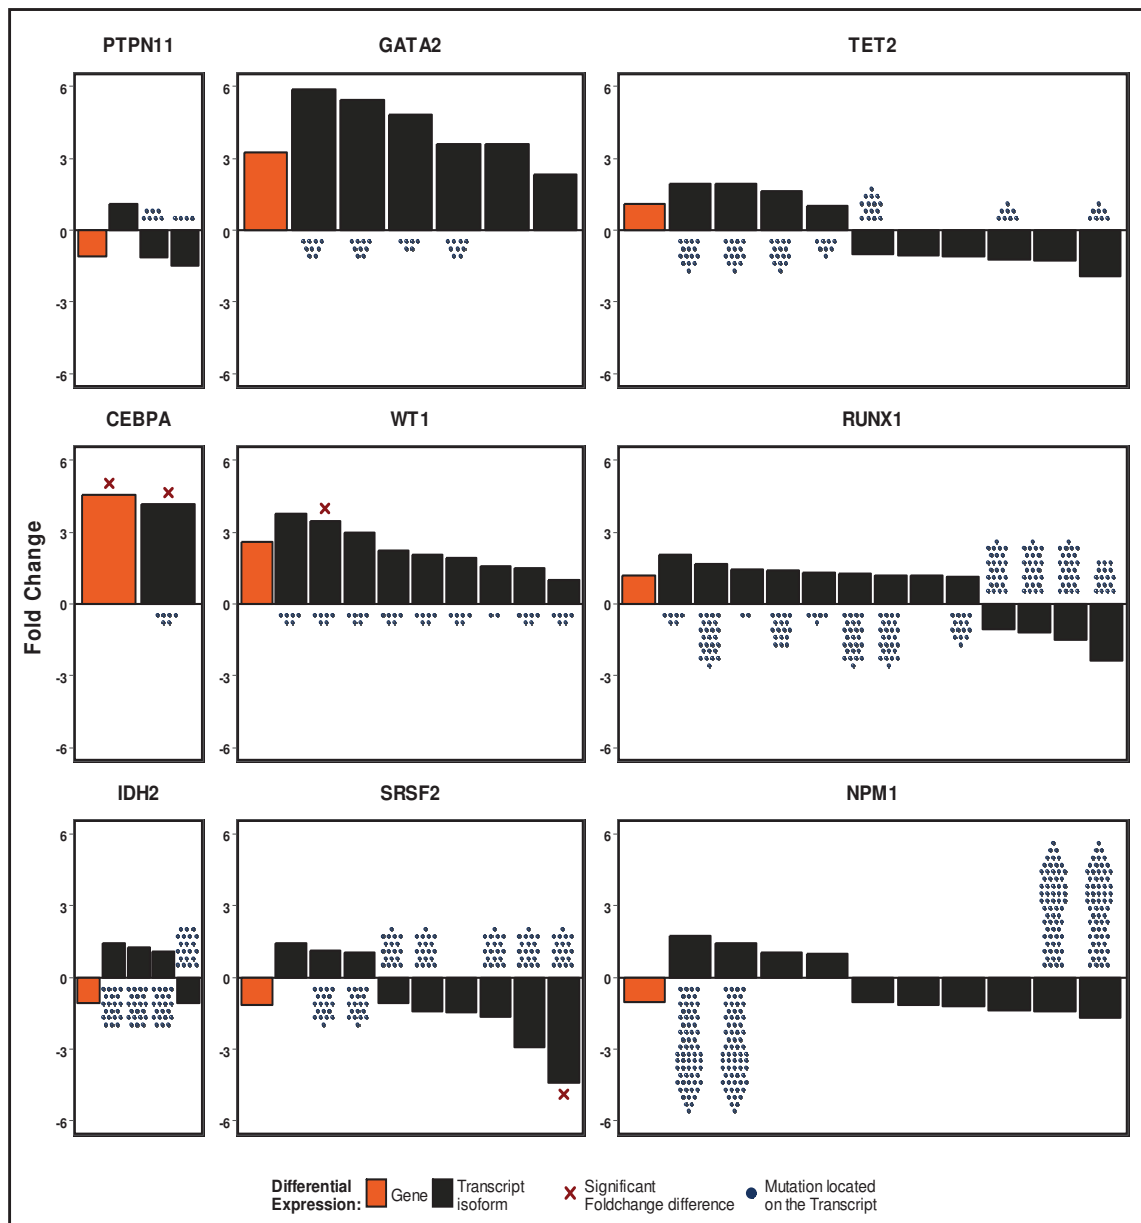 PTPN11
GATA2
TET2
6
3
0
-3
-6
6
3
0
-3
-6
6
3
0
-3
-6
CEBPA
WT1
RUNX1
Fold Change
6
3
0
-3
-6
6
3
0
-3
-6
6
3
0
-3
-6
IDH2
SRSF2
NPM1
6
3
0
-3
-6
6
3
0
-3
-6
6
3
0
-3
-6
Differential
Expression:
Gene
Transcript
isoform
Significant
Foldchange difference
Mutation located
on the Transcript